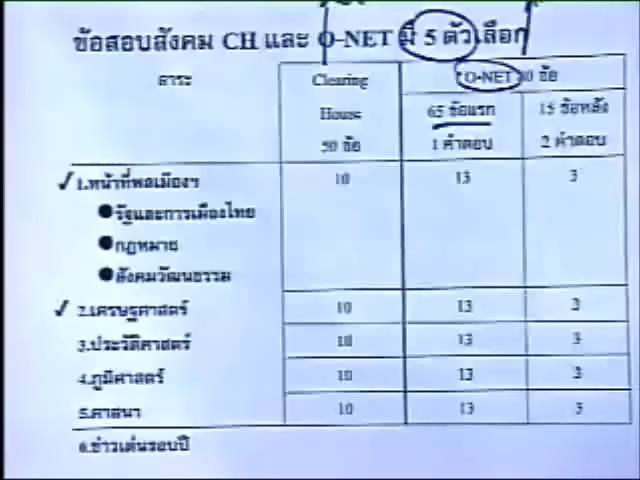 ข้อสอบสังคม CH และ O-NET มี 5 ตัวเลือก
สาระ
Clearing
House
50 ข้อ
O-NET 80 ข้อ
65 ข้อแรก
1 คำตอบ
15 ข้อหลัง
2 คำตอบ
1.หน้าที่พลเมืองฯ 10 13 3
รัฐและการเมืองไทย
กฎหมาย
สังคมวัฒนธรรม
2.เศรษฐศาสตร์ 10 13 3
3.ประวัติศาสตร์ 10 13 3
4.ภูมิศาสตร์ 10 13 3
5.ศาสนา 10 13 3
6.ข่าวเด่นรอบปี